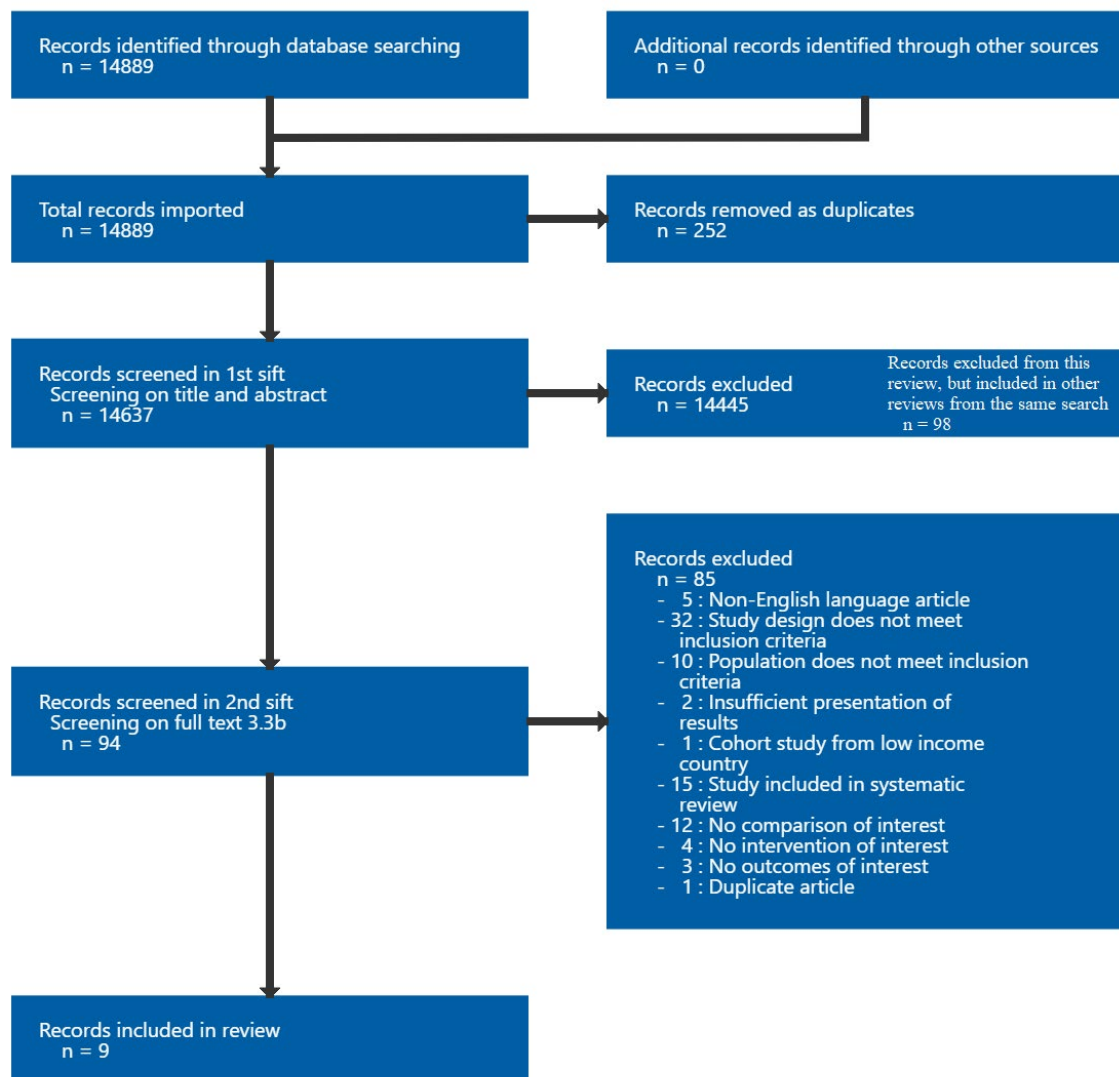 Records identified through database searching
n = 14889
Additional records identified through other sources
n = 0
Total records imported
n = 14889
Records removed as duplicates
n = 252
Records screened in 1st sift
Screening on title and abstract
n = 14637
Records excluded
n = 14445
Records excluded from this
review, but included in other
reviews from the same search
n = 98
Records screened in 2nd sift
Screening on full text 3.3b
n = 94
Records excluded
n = 85
- 5 : Non-English language article
- 32 : Study design does not meet
inclusion criteria
- 10 : Population does not meet inclusion
criteria
- 2 : Insufficient presentation of
results
- 1 : Cohort study from low income
country
- 15 : Study included in systematic
review
- 12 : No comparison of interest
- 4 : No intervention of interest
- 3 : No outcomes of interest
- 1 : Duplicate article
Records included in review
n = 9